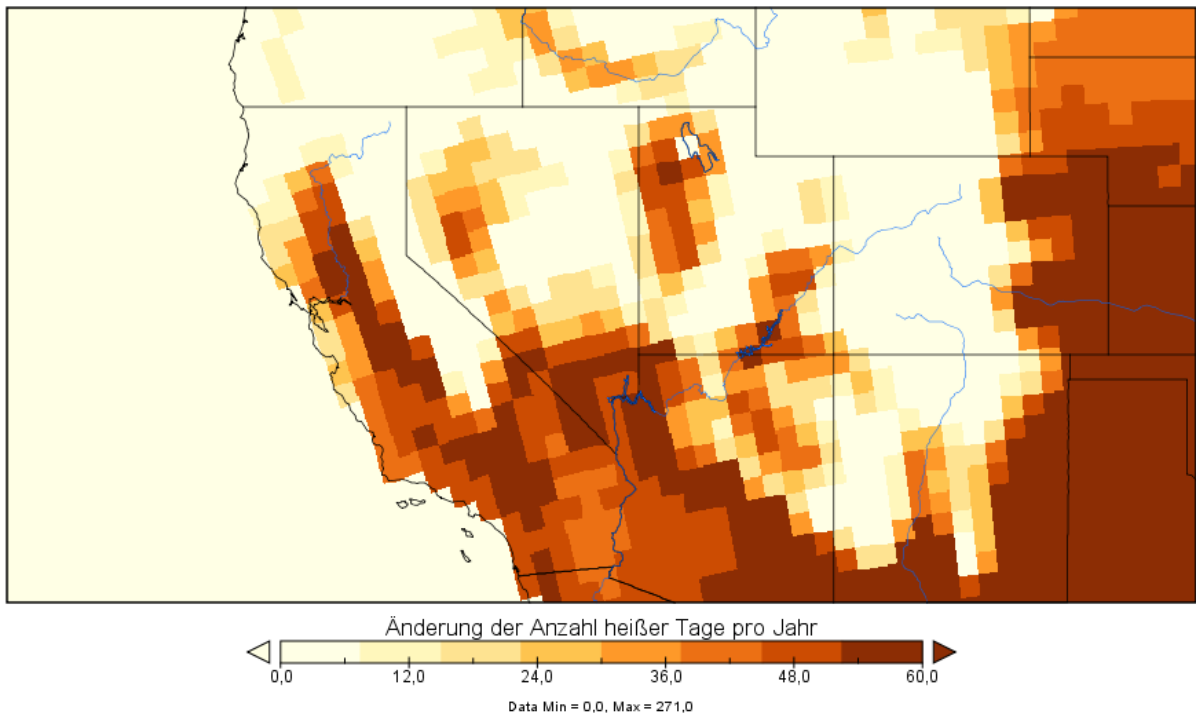 Änderung der Anzahl heißer Tage pro Jahr
0,0 12,0 24,0 36,0 48,0 60,0
Data Min = 0,0, Max = 271,0